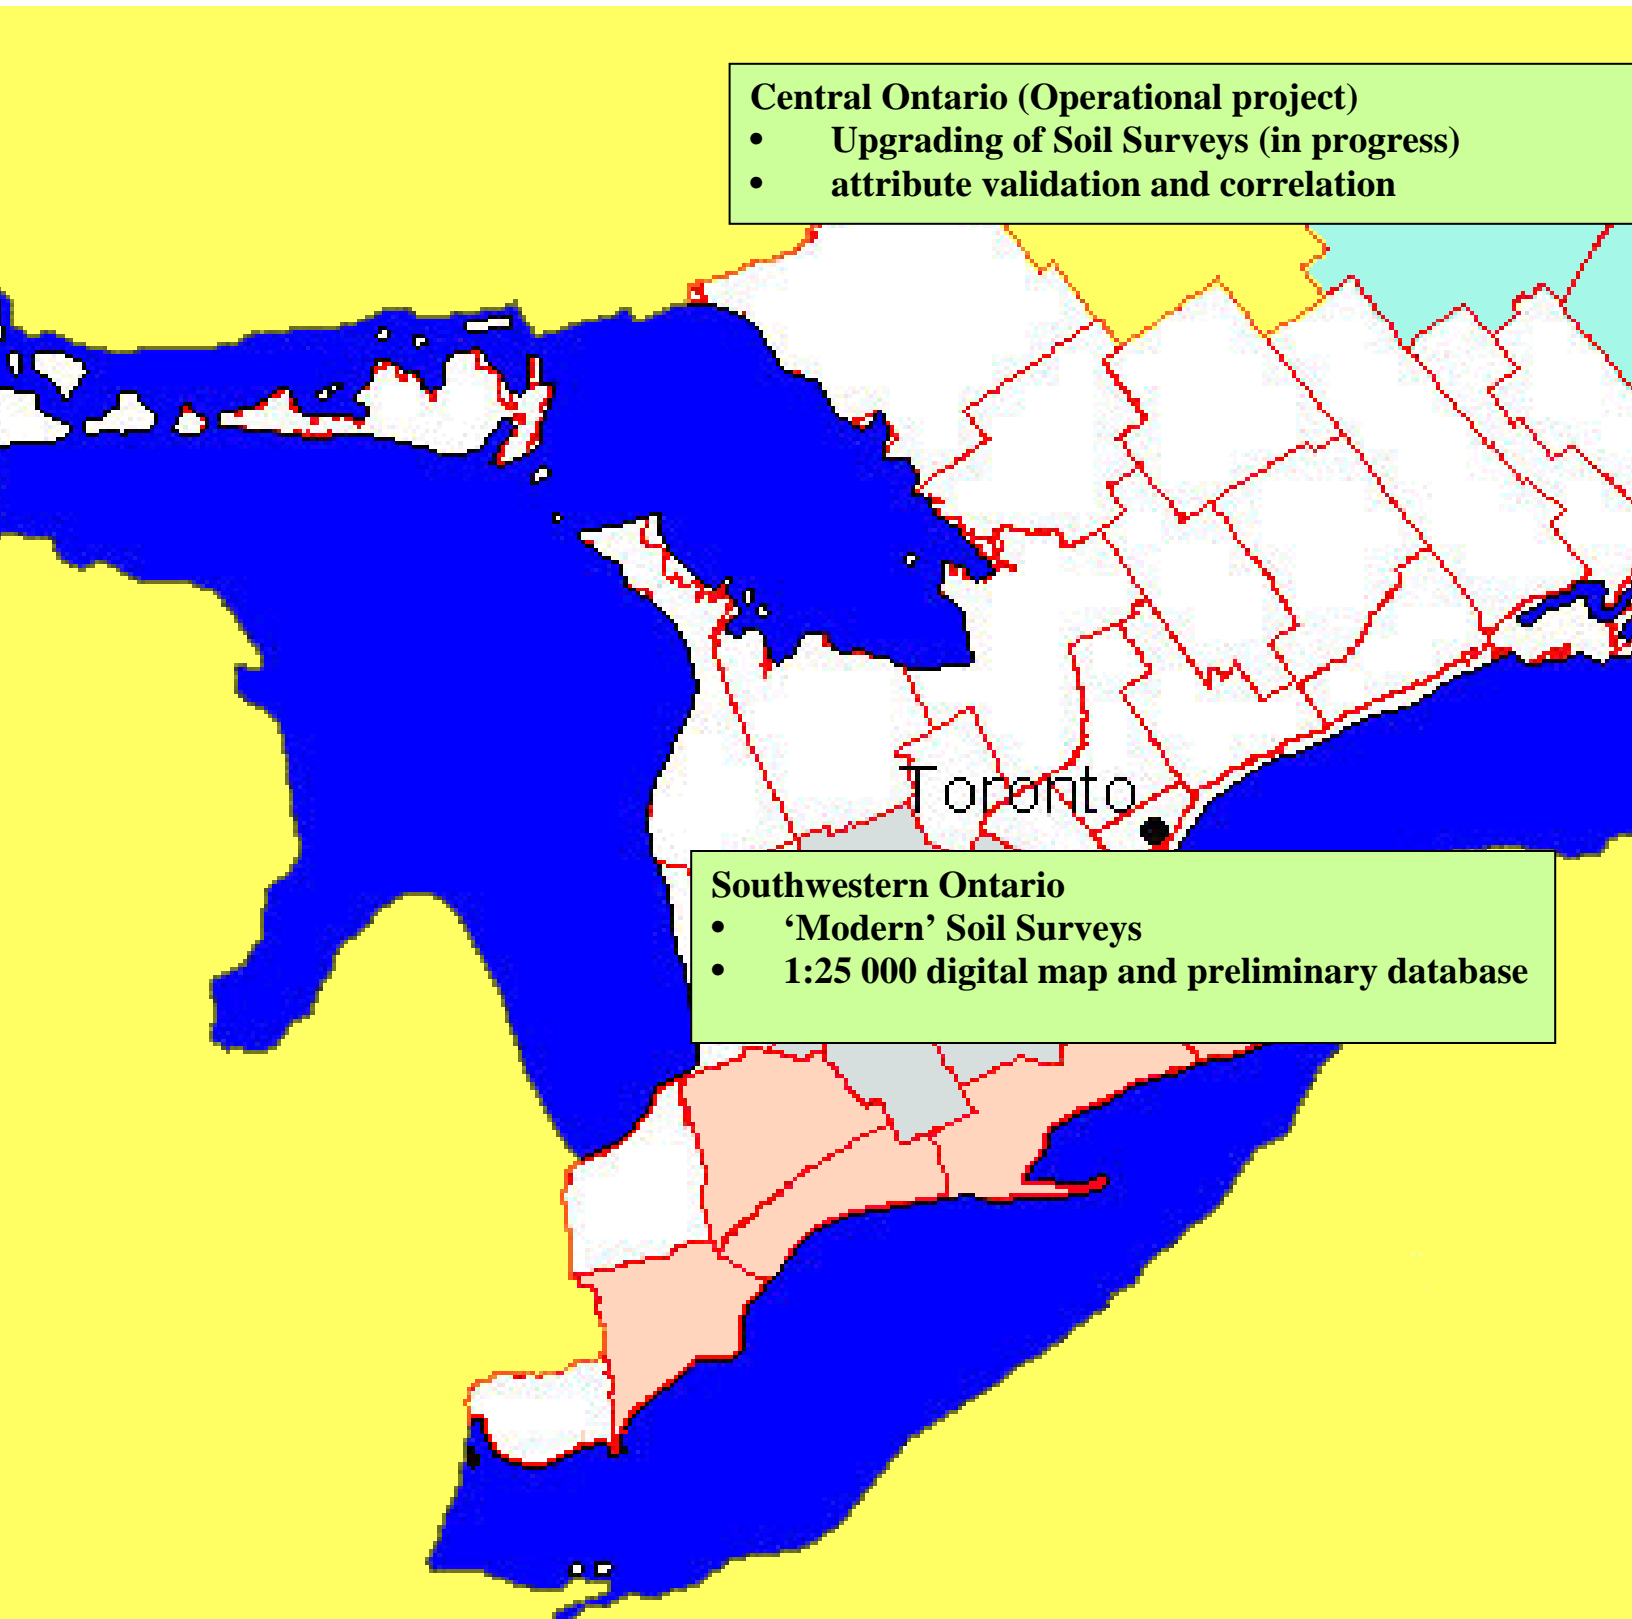 Central Ontario (Operational project)
• Upgrading of Soil Surveys (in progress)
• attribute validation and correlation
Toronto
Southwestern Ontario
• ‘Modern’ Soil Surveys
• 1:25 000 digital map and preliminary database